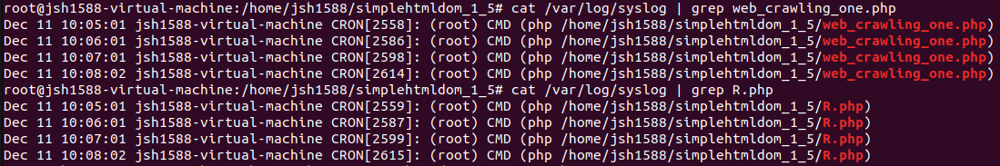 root@jsh1588-virtual-machine:/home/jsh1588/simplehtmldom_1_5# cat /var/log/syslog | grep web_crawling_one.php
Dec 11 10:05:01 jsh1588-virtual-machine CRON[2558]: (root) CMD (php /home/jsh1588/simplehtmldom_1_5/web_crawling_one.php)
Dec 11 10:06:01 jsh1588-virtual-machine CRON[2586]: (root) CMD (php /home/jsh1588/simplehtmldom_1_5/web_crawling_one.php)
Dec 11 10:07:01 jsh1588-virtual-machine CRON[2598]: (root) CMD (php /home/jsh1588/simplehtmldom_1_5/web_crawling_one.php)
Dec 11 10:08:02 jsh1588-virtual-machine CRON[2614]: (root) CMD (php /home/jsh1588/simplehtmldom_1_5/web_crawling_one.php)
root@jsh1588-virtual-machine:/home/jsh1588/simplehtmldom_1_5# cat /var/log/syslog | grep R.php
Dec 11 10:05:01 jsh1588-virtual-machine CRON[2559]: (root) CMD (php /home/jsh1588/simplehtmldom_1_5/R.php)
Dec 11 10:06:01 jsh1588-virtual-machine CRON[2587]: (root) CMD (php /home/jsh1588/simplehtmldom_1_5/R.php)
Dec 11 10:07:01 jsh1588-virtual-machine CRON[2599]: (root) CMD (php /home/jsh1588/simplehtmldom_1_5/R.php)
Dec 11 10:08:02 jsh1588-virtual-machine CRON[2615]: (root) CMD (php /home/jsh1588/simplehtmldom_1_5/R.php)